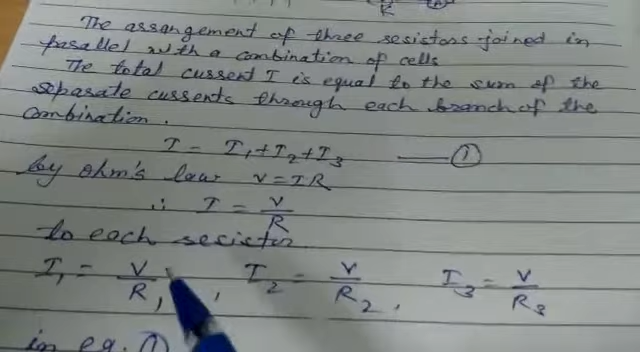 R
The arrangement of three resistors joined in
parallel with a combination of cells
The total current I is equal to the sum of the
separate currents through each branch of the
combination.
I = I₁+I₂+I₃ —— ①
by ohm's law V=IR
∴ I = V/R
to each resistor
I₁ = V/R₁, I₂ = V/R₂, I₃ = V/R₃
in eq. ①